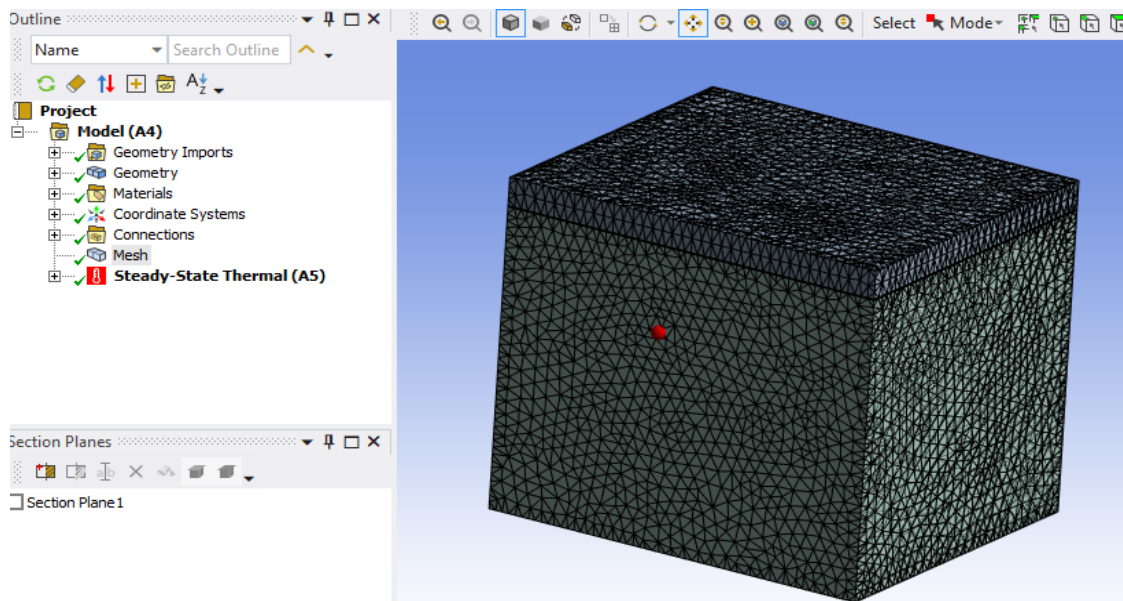 Outline
Name
Search Outline
Select
Mode
Project
Model (A4)
Geometry Imports
Geometry
Materials
Coordinate Systems
Connections
Mesh
Steady-State Thermal (A5)
Section Planes
Section Plane1